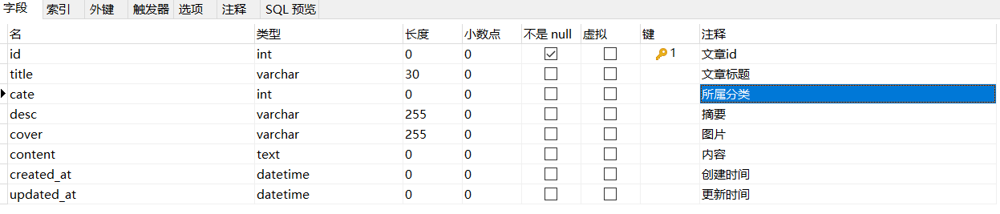 字段 索引 外键 触发器 选项 注释 SQL 预览
名 类型 长度 小数点 不是 null 虚拟 键 注释
id int 0 0 1 文章id
title varchar 30 0 文章标题
cate int 0 0 所属分类
desc varchar 255 0 摘要
cover varchar 255 0 图片
content text 0 0 内容
created_at datetime 0 0 创建时间
updated_at datetime 0 0 更新时间